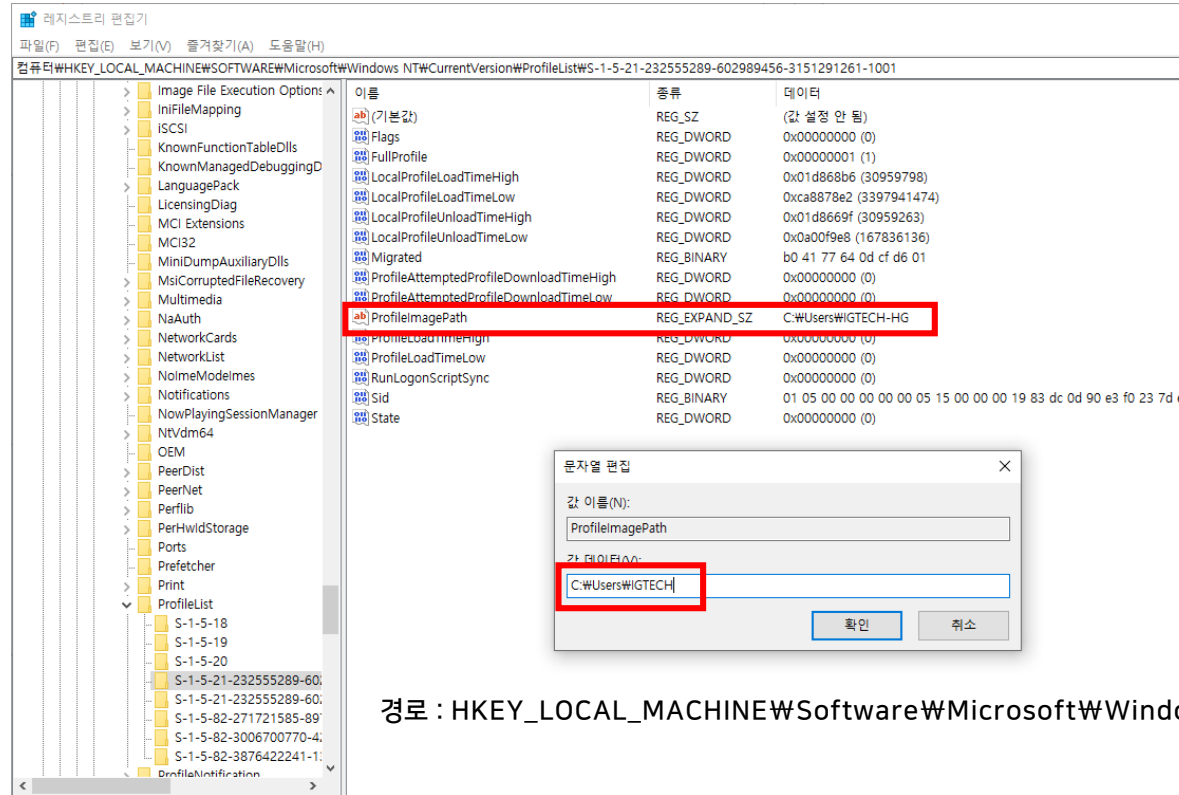 레지스트리 편집기
파일(F) 편집(E) 보기(V) 즐겨찾기(A) 도움말(H)
컴퓨터₩HKEY_LOCAL_MACHINE₩SOFTWARE₩Microsoft₩Windows NT₩CurrentVersion₩ProfileList₩S-1-5-21-232555289-602989456-3151291261-1001
Image File Execution Options
IniFileMapping
iSCSI
KnownFunctionTableDlls
KnownManagedDebuggingD
LanguagePack
LicensingDiag
MCI Extensions
MCI32
MiniDumpAuxiliaryDlls
MsiCorruptedFileRecovery
Multimedia
NaAuth
NetworkCards
NetworkList
NoImeModeImes
Notifications
NowPlayingSessionManager
NtVdm64
OEM
PeerDist
PeerNet
Perflib
PerHwIdStorage
Ports
Prefetcher
Print
ProfileList
S-1-5-18
S-1-5-19
S-1-5-20
S-1-5-21-232555289-602
S-1-5-21-232555289-602
S-1-5-82-271721585-897
S-1-5-82-3006700770-42
S-1-5-82-3876422241-13
ProfileNotification
이름 종류 데이터
(기본값) REG_SZ (값 설정 안 됨)
Flags REG_DWORD 0x00000000 (0)
FullProfile REG_DWORD 0x00000001 (1)
LocalProfileLoadTimeHigh REG_DWORD 0x01d868b6 (30959798)
LocalProfileLoadTimeLow REG_DWORD 0xca8878e2 (3397941474)
LocalProfileUnloadTimeHigh REG_DWORD 0x01d8669f (30959263)
LocalProfileUnloadTimeLow REG_DWORD 0x0a00f9e8 (167836136)
Migrated REG_BINARY b0 41 77 64 0d cf d6 01
ProfileAttemptedProfileDownloadTimeHigh REG_DWORD 0x00000000 (0)
ProfileAttemptedProfileDownloadTimeLow REG_DWORD 0x00000000 (0)
ProfileImagePath REG_EXPAND_SZ C:₩Users₩IGTECH-HG
ProfileLoadTimeHigh REG_DWORD 0x00000000 (0)
ProfileLoadTimeLow REG_DWORD 0x00000000 (0)
RunLogonScriptSync REG_DWORD 0x00000000 (0)
Sid REG_BINARY 01 05 00 00 00 00 00 05 15 00 00 00 19 83 dc 0d 90 e3 f0 23 7d
State REG_DWORD 0x00000000 (0)
문자열 편집
값 이름(N):
ProfileImagePath
값 데이터(V):
C:₩Users₩IGTECH
확인 취소
경로 : HKEY_LOCAL_MACHINE₩Software₩Microsoft₩Windo